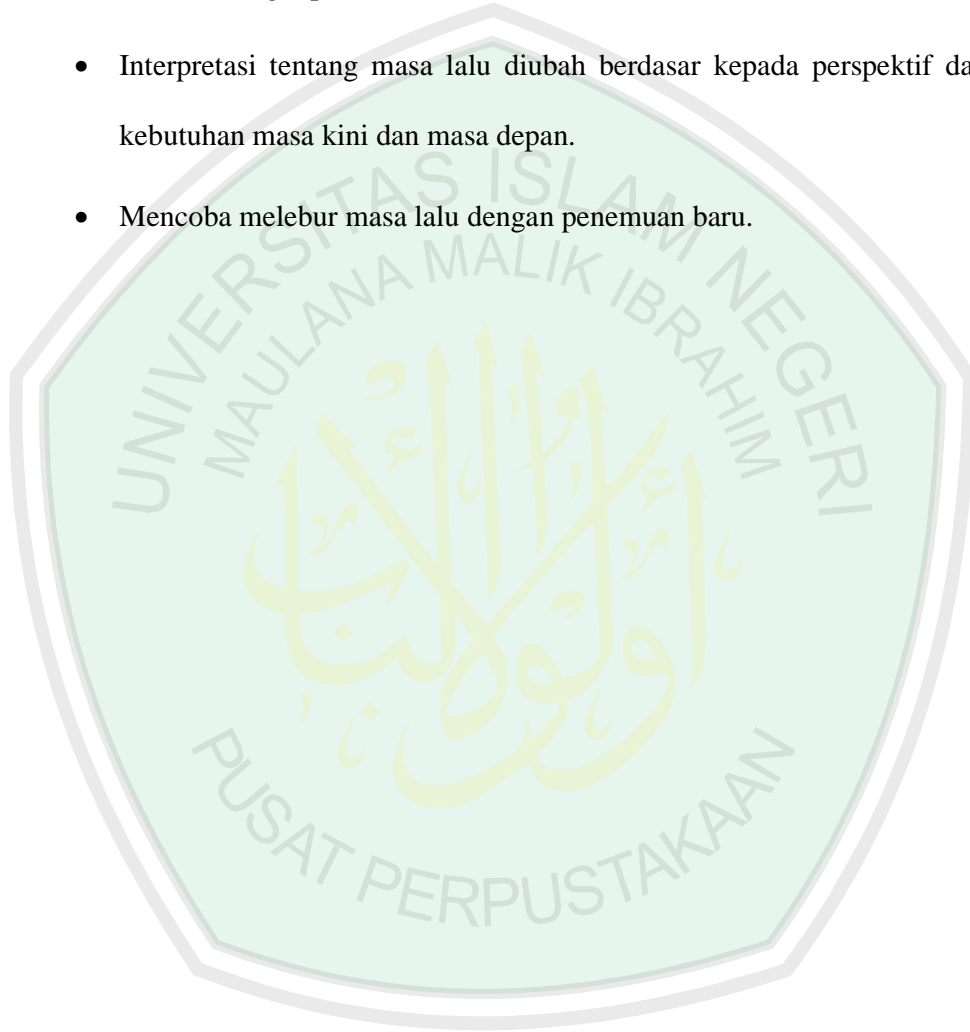 • Interpretasi tentang masa lalu diubah berdasar kepada perspektif
kebutuhan masa kini dan masa depan.
• Mencoba melebur masa lalu dengan penemuan baru.
UNIVERSITAS ISLAM NEGERI
MAULANA MALIK IBRAHIM
PUSAT PERPUSTAKAAN